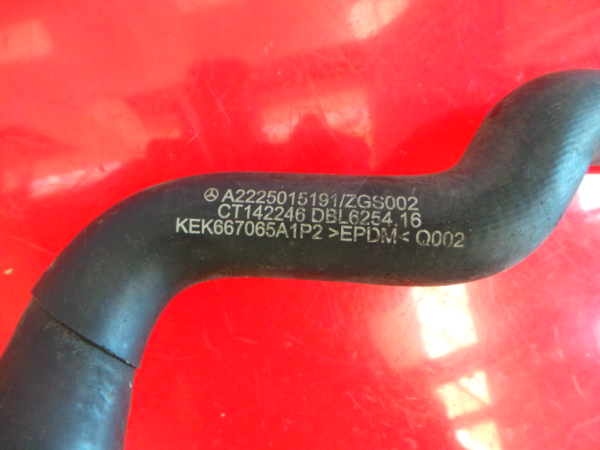 A2225015191/ZGS002
CT142246 DBL6254.16
KEK667065A1P2 >EPDM< Q002